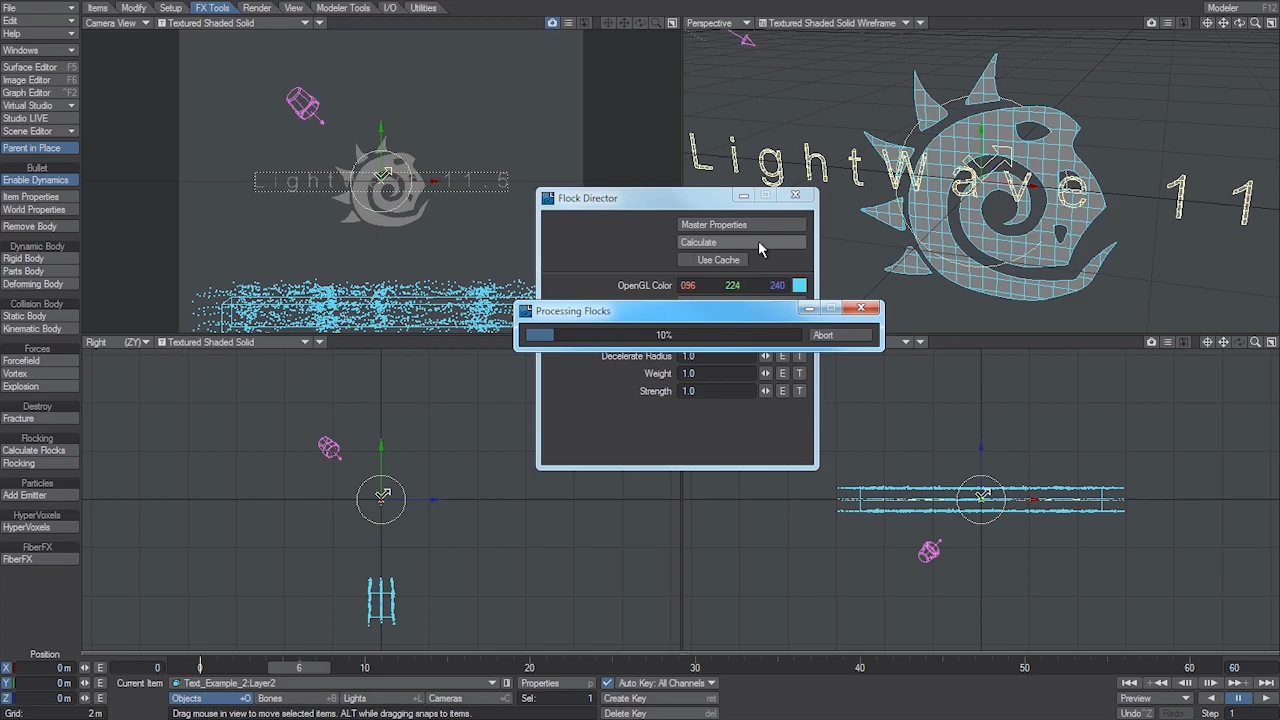 File
Edit
Help
Windows
Surface Editor F5
Image Editor F6
Graph Editor ^F2
Virtual Studio
Studio LIVE
Scene Editor
Parent in Place
Bullet
Enable Dynamics
Item Properties
World Properties
Remove Body
Dynamic Body
Rigid Body
Parts Body
Deforming Body
Collision Body
Static Body
Kinematic Body
Forces
Forcefield
Vortex
Explosion
Destroy
Fracture
Flocking
Calculate Flocks
Flocking
Particles
Add Emitter
HyperVoxels
HyperVoxels
FiberFX
FiberFX
Items Modify Setup FX Tools Render View Modeler Tools I/O Utilities Modeler F12
Camera View Textured Shaded Solid
Perspective Textured Shaded Solid Wireframe
Light 1 5
LightWave 11
Flock Director
Master Properties
Calculate
Use Cache
OpenGL Color 096 224 240
Processing Flocks
10% Abort
Decelerate Radius 1.0 E T
Weight 1.0 E T
Strength 1.0 E T
Right (ZY) Textured Shaded Solid
Position
X 0 m E 0
Y 0 m E
Z 0 m E
Grid: 2 m
0 6 10 20 30 40 50 60 60
Current Item Text_Example_2:Layer2 Properties p Auto Key: All Channels
Objects +O Bones +B Lights +L Cameras +C Sel: 1 Create Key ret Preview
Drag mouse in view to move selected items. ALT while dragging snaps to items. Delete Key del Undo ^Z Redo Z Step 1